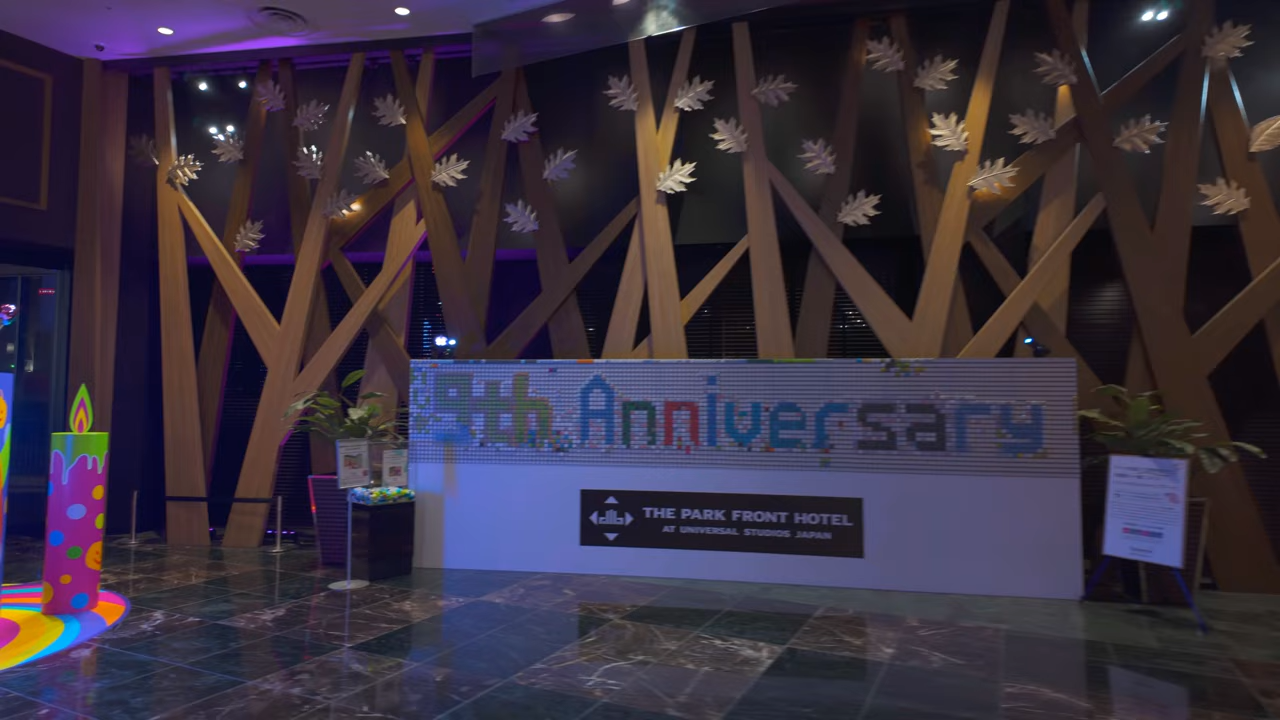 9th Anniversary
THE PARK FRONT HOTEL
AT UNIVERSAL STUDIOS JAPAN